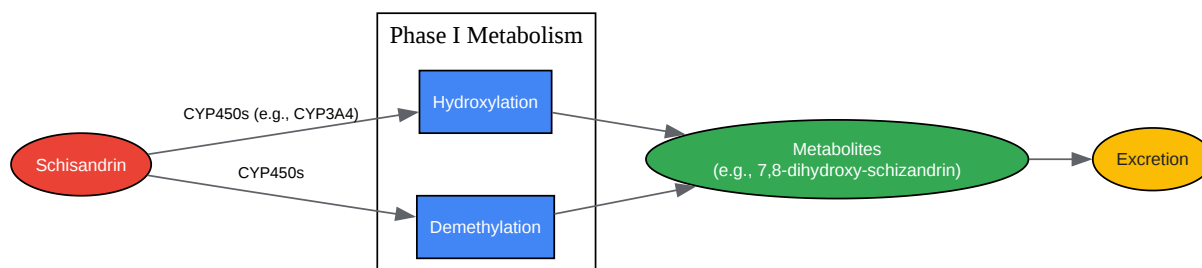 Phase I Metabolism
Hydroxylation
CYP450s (e.g., CYP3A4)
Schisandrin
CYP450s
Demethylation
Metabolites
(e.g., 7,8-dihydroxy-schizandrin)
Excretion